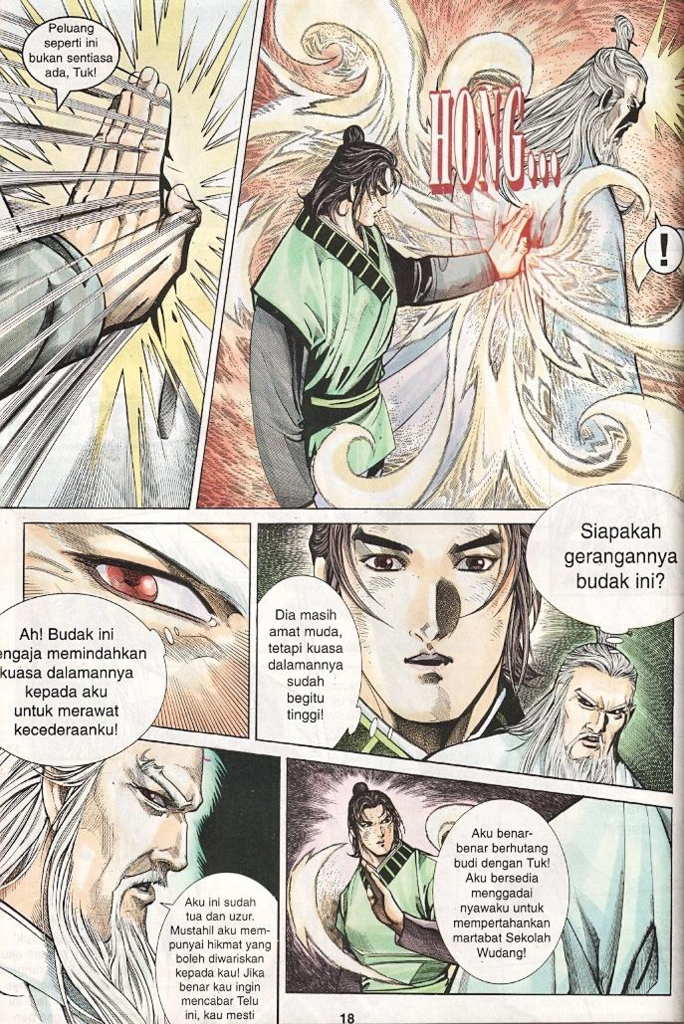 Peluang
seperti ini
bukan sentiasa
ada, Tuk!
HONG...
!
Siapakah
gerangannya
budak ini?
Ah! Budak ini
engaja memindahkan
kuasa dalamannya
kepada aku
untuk merawat
kecederaanku!
Dia masih
amat muda,
tetapi kuasa
dalamannya
sudah
begitu
tinggi!
Aku ini sudah
tua dan uzur.
Mustahil aku mem-
punyai hikmat yang
boleh diwariskan
kepada kau! Jika
benar kau ingin
mencabar Telu
ini, kau mesti
Aku benar-
benar berhutang
budi dengan Tuk!
Aku bersedia
menggadai
nyawaku untuk
mempertahankan
martabat Sekolah
Wudang!
18